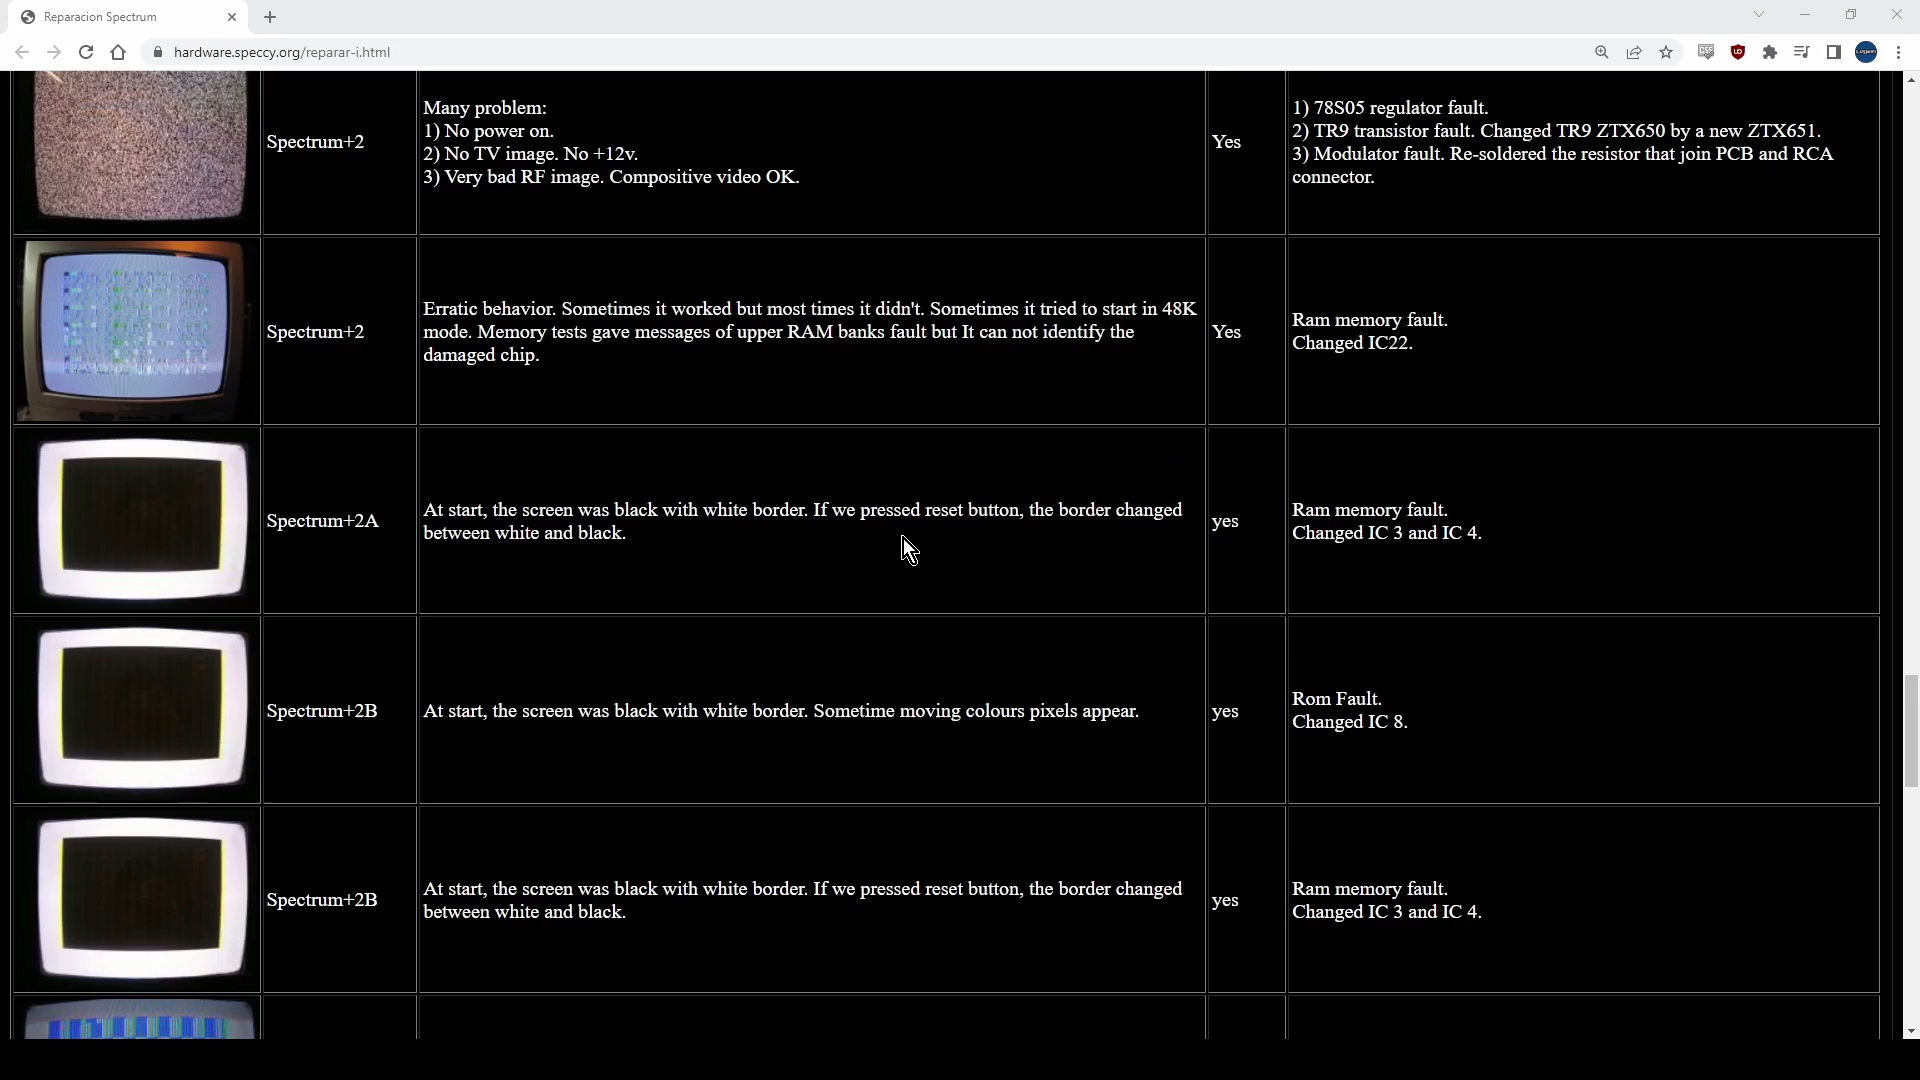 Reparacion Spectrum
hardware.speccy.org/reparar-i.html
Spectrum+2
Many problem:
1) No power on.
2) No TV image. No +12v.
3) Very bad RF image. Compositive video OK.
Yes
1) 78S05 regulator fault.
2) TR9 transistor fault. Changed TR9 ZTX650 by a new ZTX651.
3) Modulator fault. Re-soldered the resistor that join PCB and RCA
connector.
Spectrum+2
Erratic behavior. Sometimes it worked but most times it didn't. Sometimes it tried to start in 48K
mode. Memory tests gave messages of upper RAM banks fault but It can not identify the
damaged chip.
Yes
Ram memory fault.
Changed IC22.
Spectrum+2A
At start, the screen was black with white border. If we pressed reset button, the border changed
between white and black.
yes
Ram memory fault.
Changed IC 3 and IC 4.
Spectrum+2B
At start, the screen was black with white border. Sometime moving colours pixels appear.
yes
Rom Fault.
Changed IC 8.
Spectrum+2B
At start, the screen was black with white border. If we pressed reset button, the border changed
between white and black.
yes
Ram memory fault.
Changed IC 3 and IC 4.